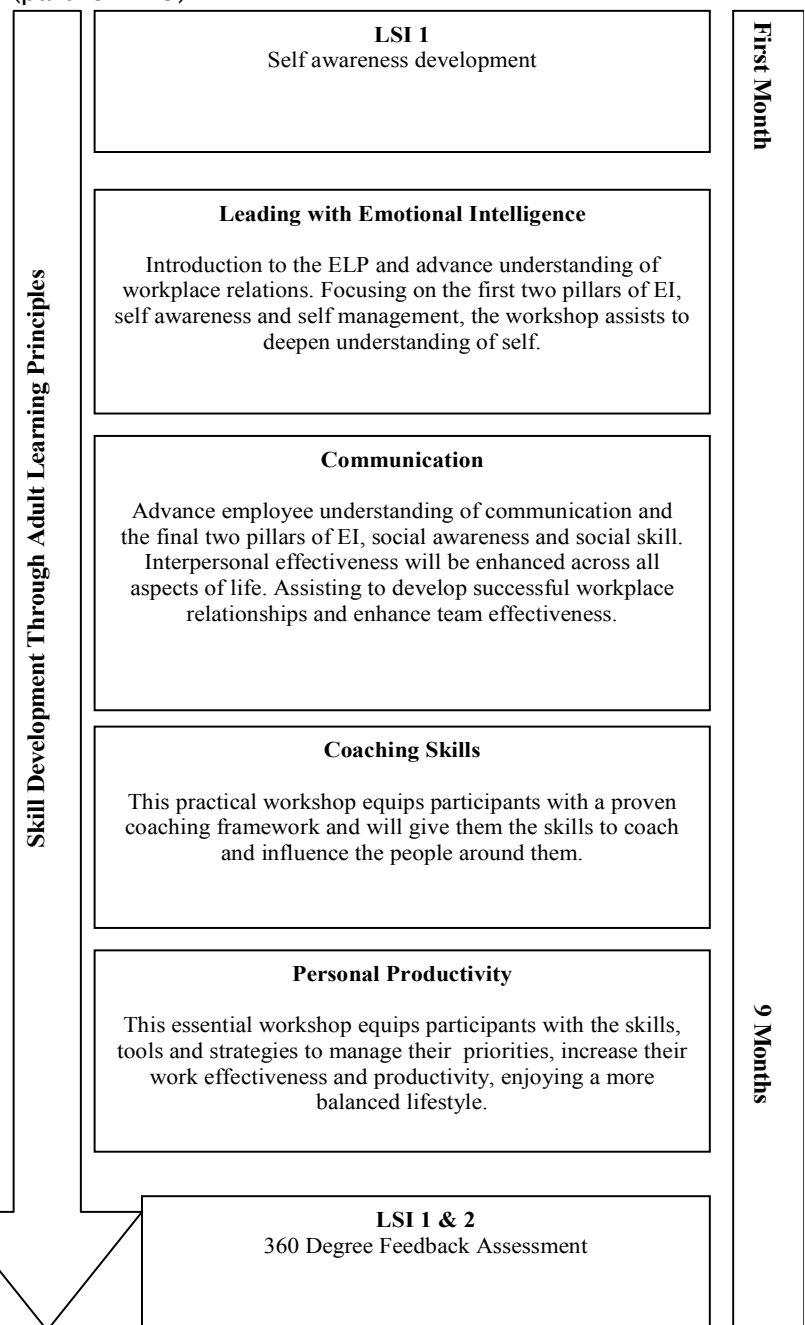 LSI 1
Self awareness development
First Month
Leading with Emotional Intelligence
Introduction to the ELP and advance understanding of
workplace relations. Focusing on the first two pillars of EI,
self awareness and self management, the workshop assists to
deepen understanding of self.
Skill Development Through Adult Learning Principles
Communication
Advance employee understanding of communication and
the final two pillars of EI, social awareness and social skill.
Interpersonal effectiveness will be enhanced across all
aspects of life. Assisting to develop successful workplace
relationships and enhance team effectiveness.
Coaching Skills
This practical workshop equips participants with a proven
coaching framework and will give them the skills to coach
and influence the people around them.
Personal Productivity
This essential workshop equips participants with the skills,
tools and strategies to manage their priorities, increase their
work effectiveness and productivity, enjoying a more
balanced lifestyle.
9 Months
LSI 1 & 2
360 Degree Feedback Assessment